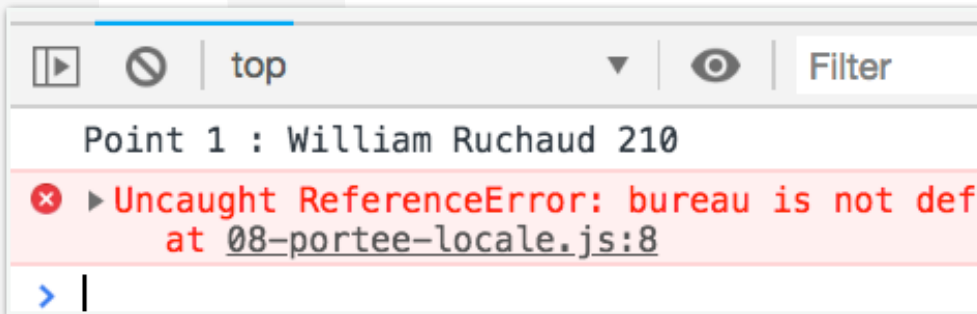 top ▼ Filter
Point 1 : William Ruchaud 210
Uncaught ReferenceError: bureau is not def
at 08-portee-locale.js:8